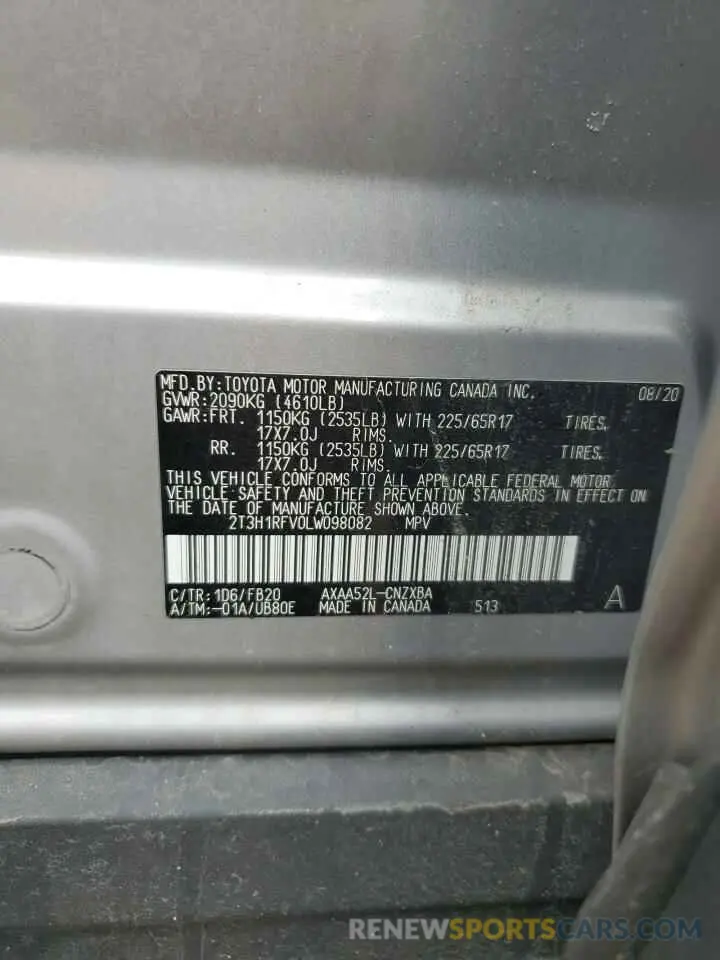 MFD.BY:TOYOTA MOTOR MANUFACTURING CANADA INC. 08/20
GVWR:2090KG (4610LB)
GAWR:FRT. 1150KG (2535LB) WITH 225/65R17 TIRES.
17X7.0J RIMS.
RR. 1150KG (2535LB) WITH 225/65R17 TIRES.
17X7.0J RIMS.
THIS VEHICLE CONFORMS TO ALL APPLICABLE FEDERAL MOTOR
VEHICLE SAFETY AND THEFT PREVENTION STANDARDS IN EFFECT ON
THE DATE OF MANUFACTURE SHOWN ABOVE.
2T3H1RFV0LW098082 MPV
C/TR:1D6/FB20 AXAA52L-CNZXBA
A/TM:-01A/UB80E MADE IN CANADA 513 A
RENEWSPORTSCARS.COM